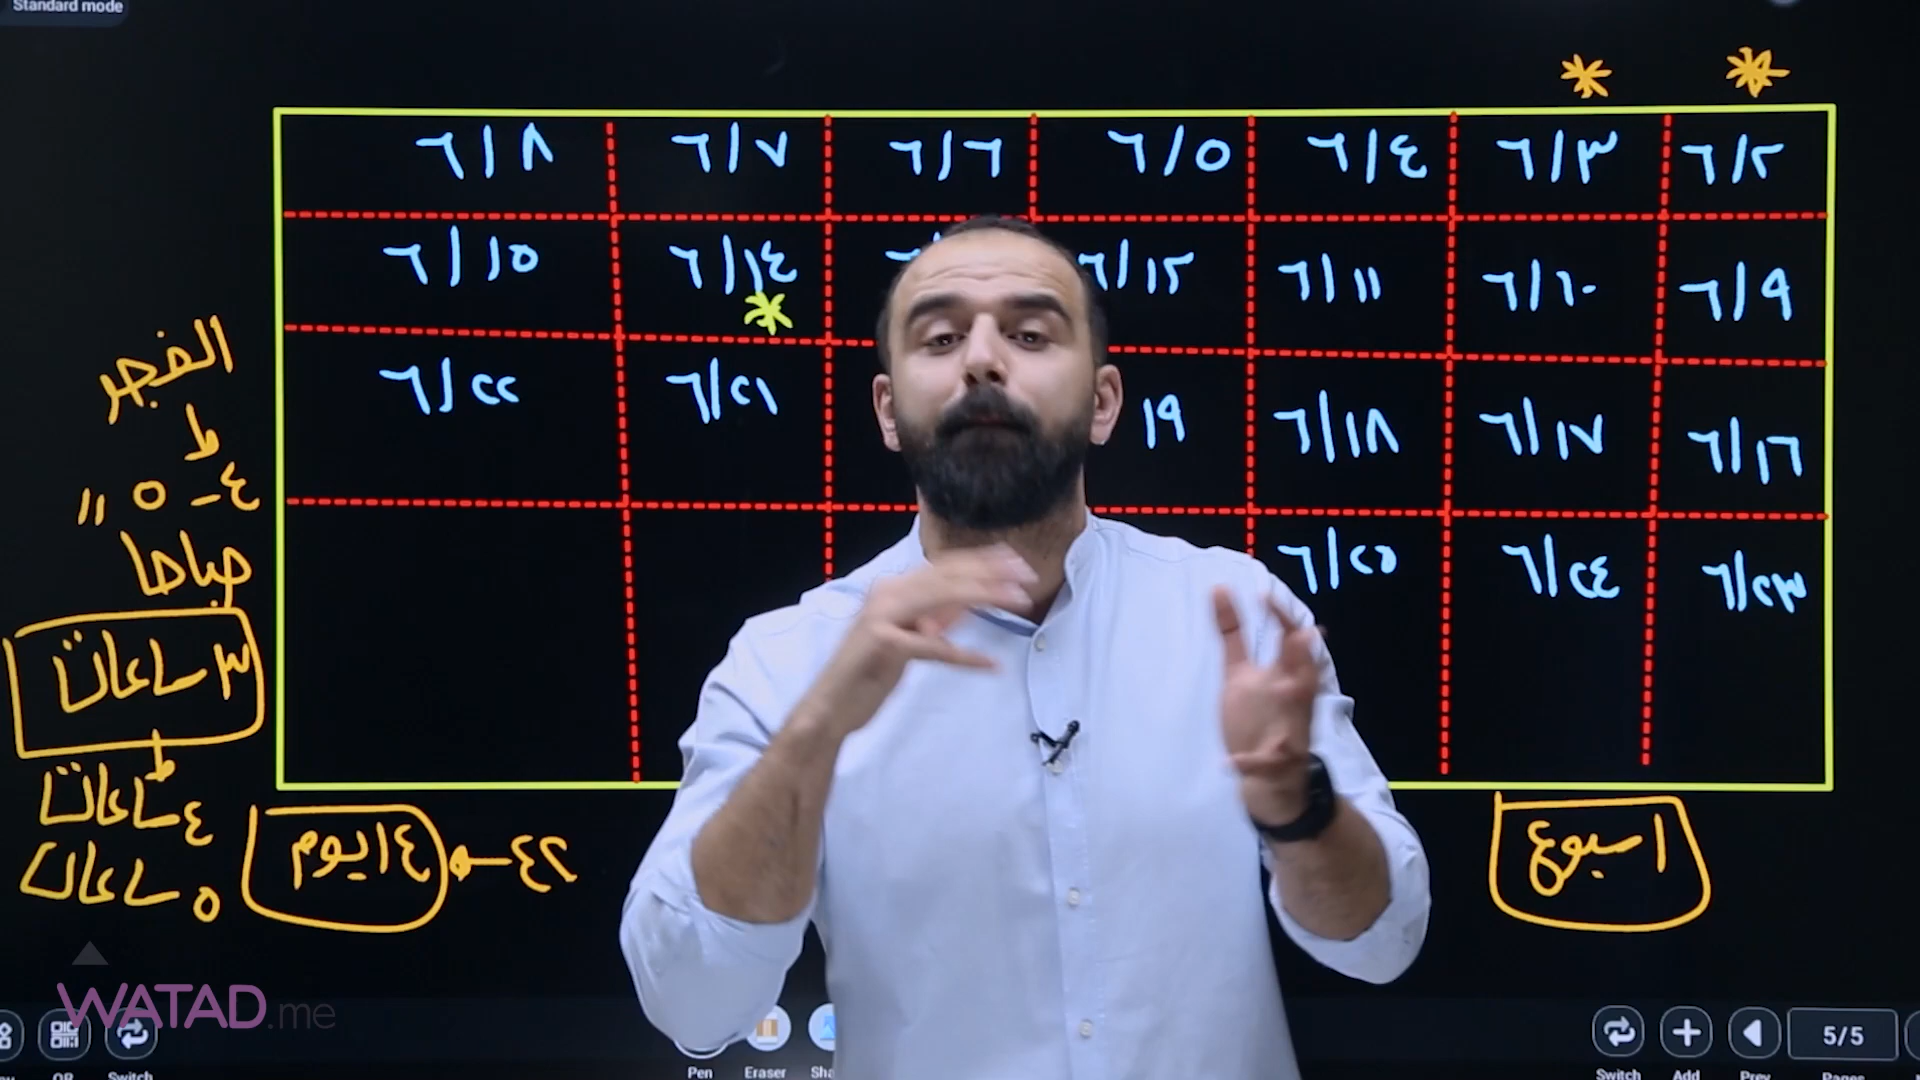 Standard mode
٦/٢ ٦/٣ ٦/٤ ٦/٥ ٦/٦ ٦/٧ ٦/٨
٦/٩ ٦/١٠ ٦/١١ ٦/١٢ ٦/١٤ ٦/١٥
٦/١٦ ٦/١٧ ٦/١٨ ١٩ ٦/٢١ ٦/٢٢
٦/٢٣ ٦/٢٤ ٦/٢٥
الفجر
٤ - ٥ ״
صباحا
٣ ساعات
٤ ساعات
٥ ساعات
٤٢
١٤ يوم
اسبوع
WATAD.me
QR
Switch
Pen
Eraser
Switch
Add
Prev
5/5
Pages